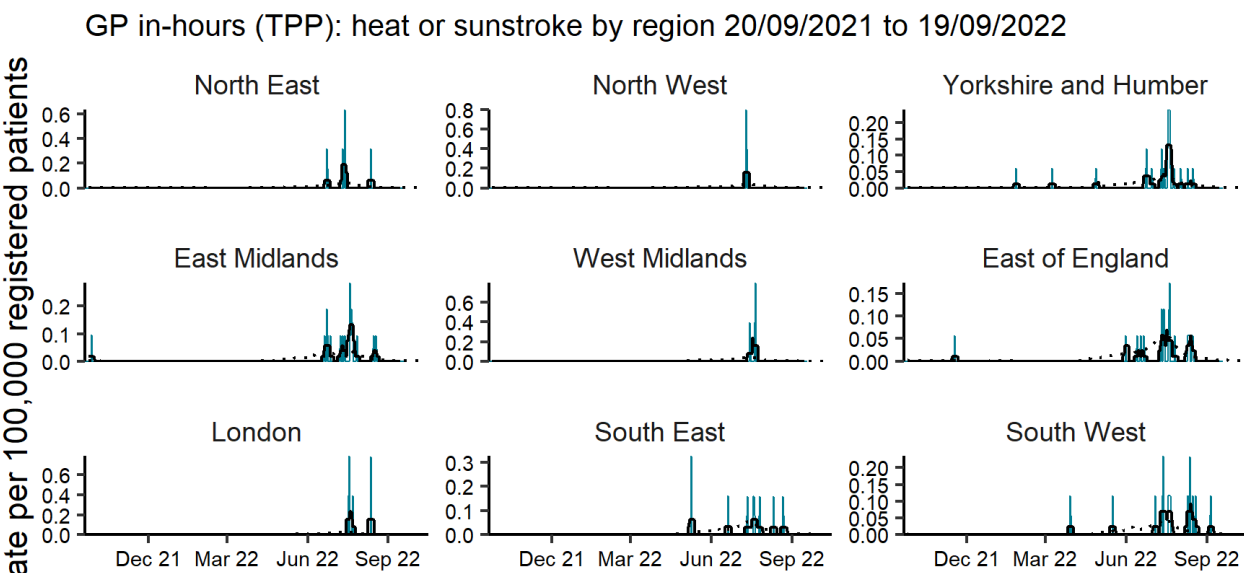 GP in-hours (TPP): heat or sunstroke by region 20/09/2021 to 19/09/2022
North East
North West
Yorkshire and Humber
0.6
0.4
0.2
0.0
0.8
0.6
0.4
0.2
0.0
0.20
0.15
0.10
0.05
0.00
East Midlands
West Midlands
East of England
0.2
0.1
0.0
0.6
0.4
0.2
0.0
0.15
0.10
0.05
0.00
London
South East
South West
0.6
0.4
0.2
0.0
0.3
0.2
0.1
0.0
0.20
0.15
0.10
0.05
0.00
Dec 21 Mar 22 Jun 22 Sep 22
Dec 21 Mar 22 Jun 22 Sep 22
Dec 21 Mar 22 Jun 22 Sep 22
ate per 100,000 registered patients